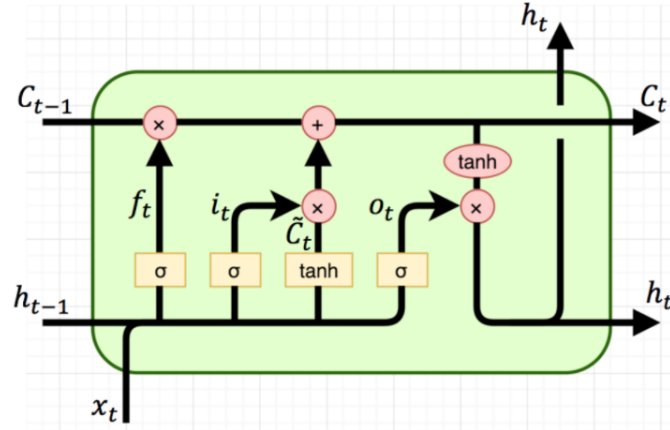 h_t
C_{t-1}
C_t
×
+
tanh
f_t
i_t
×
o_t
×
C̃_t
σ
σ
tanh
σ
h_{t-1}
h_t
x_t